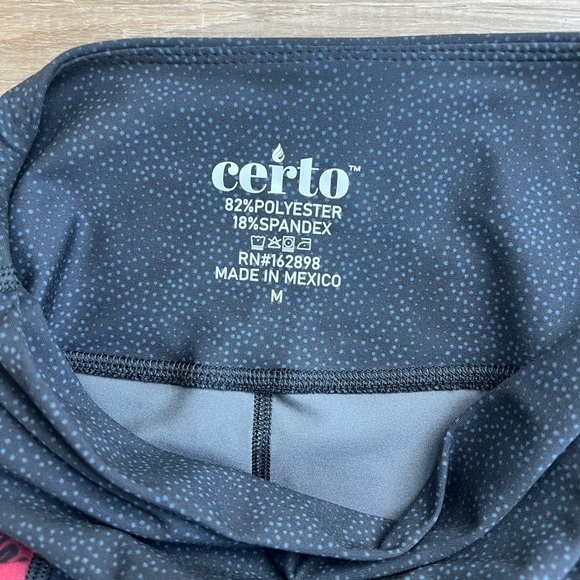 certo™
82%POLYESTER
18%SPANDEX
RN#162898
MADE IN MEXICO
M